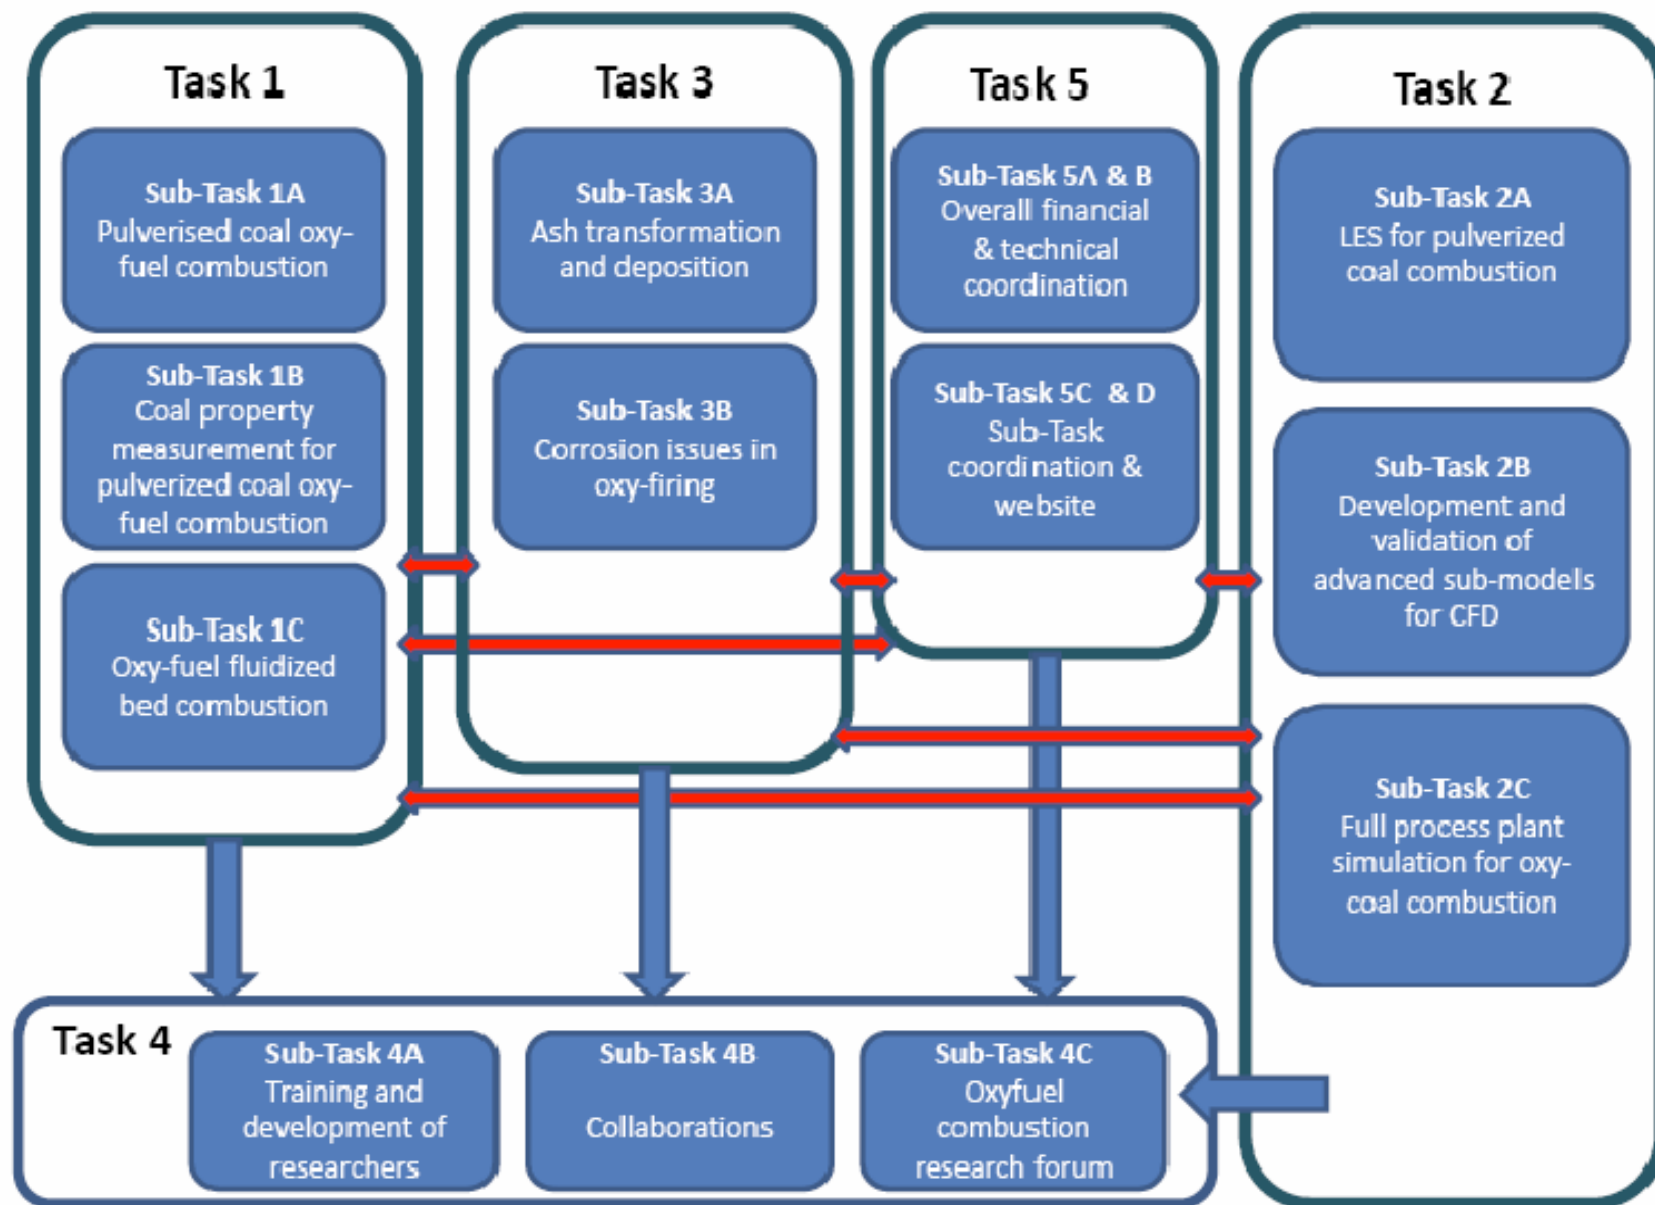 Task 1
Sub-Task 1A
Pulverised coal oxy-
fuel combustion
Sub-Task 1B
Coal property
measurement for
pulverized coal oxy-
fuel combustion
Sub-Task 1C
Oxy-fuel fluidized
bed combustion
Task 3
Sub-Task 3A
Ash transformation
and deposition
Sub-Task 3B
Corrosion issues in
oxy-firing
Task 5
Sub-Task 5A & B
Overall financial
& technical
coordination
Sub-Task 5C & D
Sub-Task
coordination &
website
Task 2
Sub-Task 2A
LES for pulverized
coal combustion
Sub-Task 2B
Development and
validation of
advanced sub-models
for CFD
Sub-Task 2C
Full process plant
simulation for oxy-
coal combustion
Task 4
Sub-Task 4A
Training and
development of
researchers
Sub-Task 4B
Collaborations
Sub-Task 4C
Oxyfuel
combustion
research forum